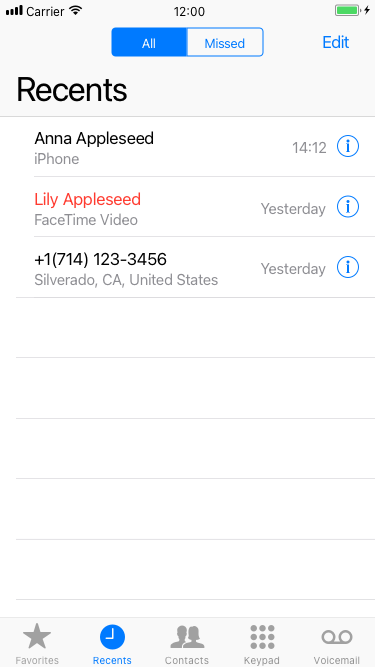 Carrier 12:00
All Missed Edit
Recents
Anna Appleseed
iPhone
14:12
Lily Appleseed
FaceTime Video
Yesterday
+1(714) 123-3456
Silverado, CA, United States
Yesterday
Favorites Recents Contacts Keypad Voicemail